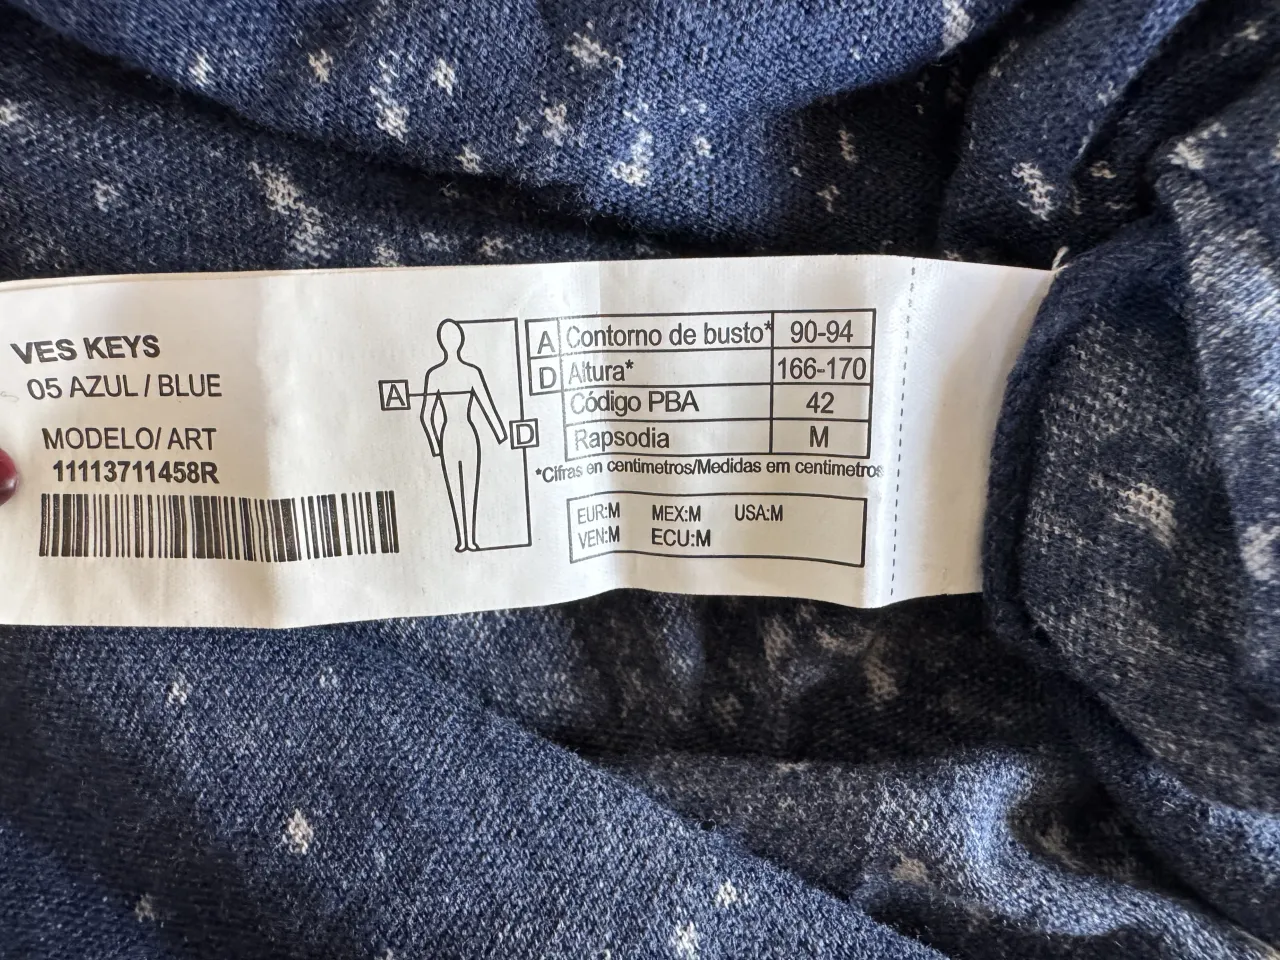 VES KEYS
05 AZUL / BLUE
MODELO/ ART
11113711458R
A
D
A Contorno de busto* 90-94
D Altura* 166-170
Código PBA 42
Rapsodia M
*Cifras en centimetros/Medidas em centimetros
EUR:M MEX:M USA:M
VEN:M ECU:M